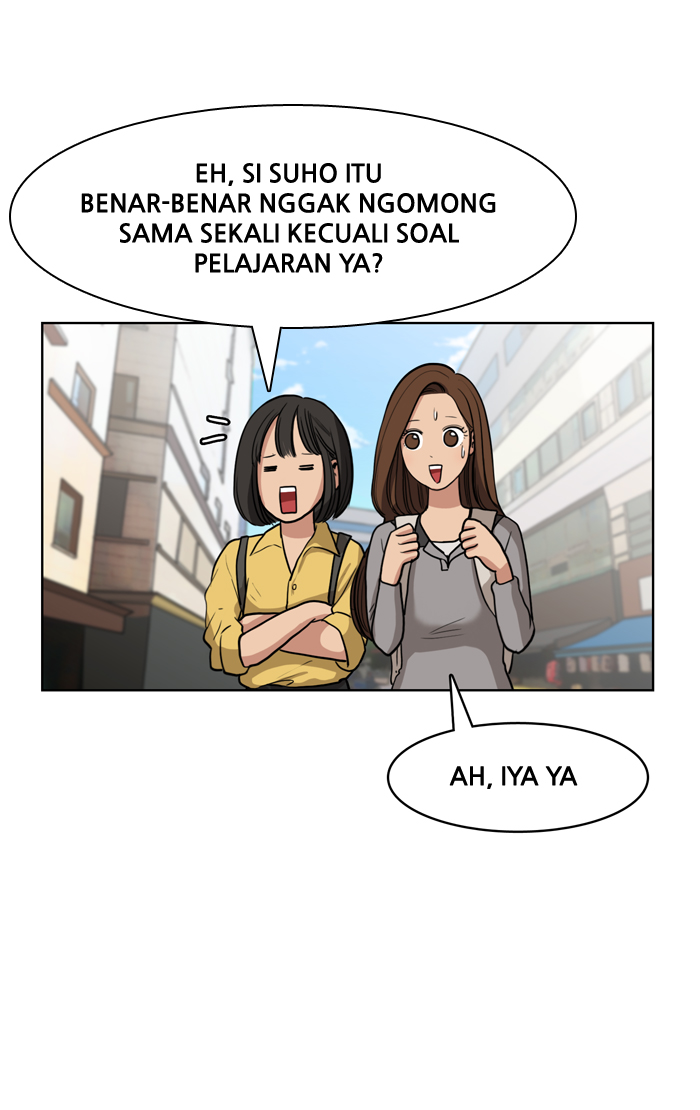 EH, SI SUHO ITU
BENAR-BENAR NGGAK NGOMONG
SAMA SEKALI KECUALI SOAL
PELAJARAN YA?
AH, IYA YA